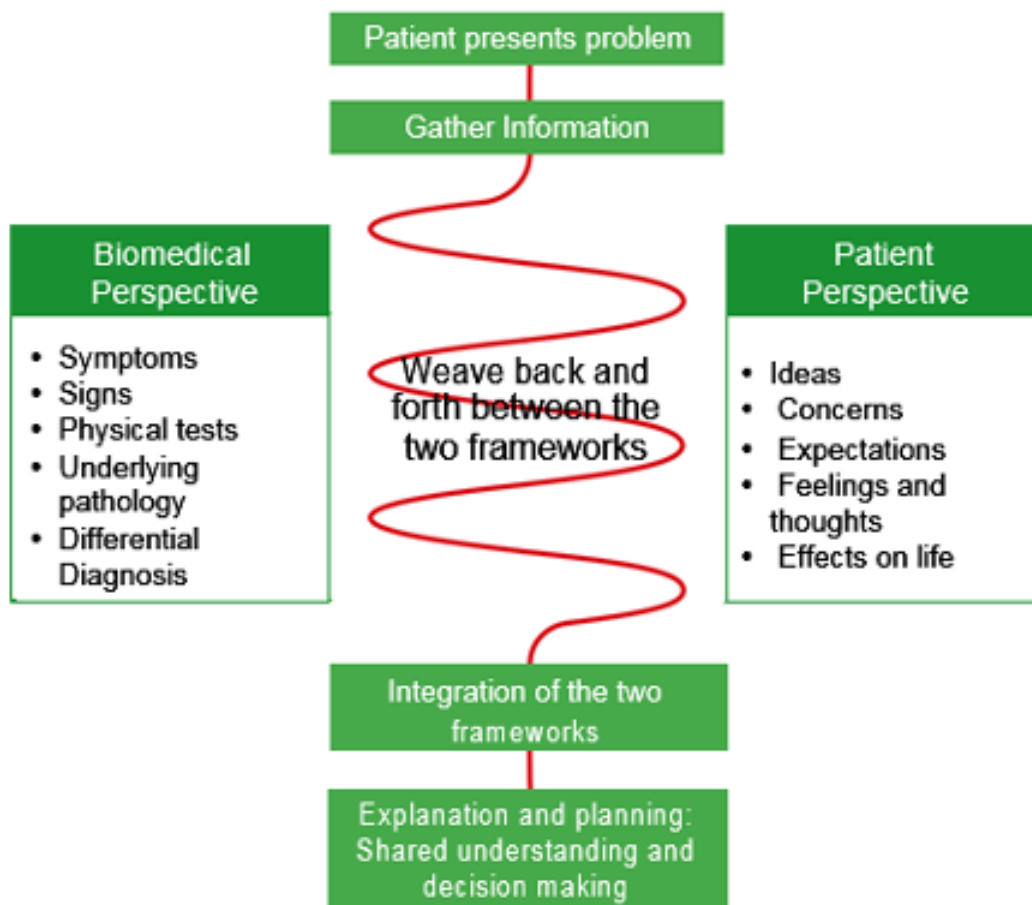 Patient presents problem
Gather Information
Biomedical
Perspective
• Symptoms
• Signs
• Physical tests
• Underlying
pathology
• Differential
Diagnosis
Weave back and
forth between the
two frameworks
Patient
Perspective
• Ideas
• Concerns
• Expectations
• Feelings and
thoughts
• Effects on life
Integration of the two
frameworks
Explanation and planning:
Shared understanding and
decision making